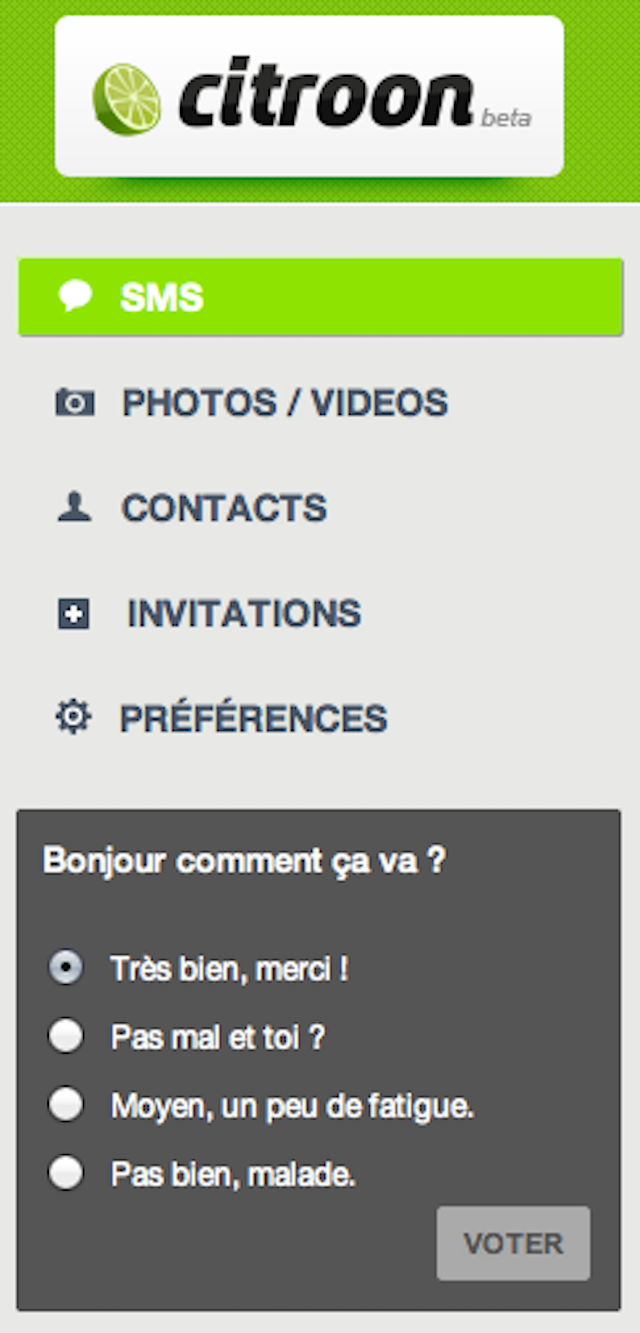 citroon beta
SMS
PHOTOS / VIDEOS
CONTACTS
INVITATIONS
PRÉFÉRENCES
Bonjour comment ça va ?
Très bien, merci !
Pas mal et toi ?
Moyen, un peu de fatigue.
Pas bien, malade.
VOTER